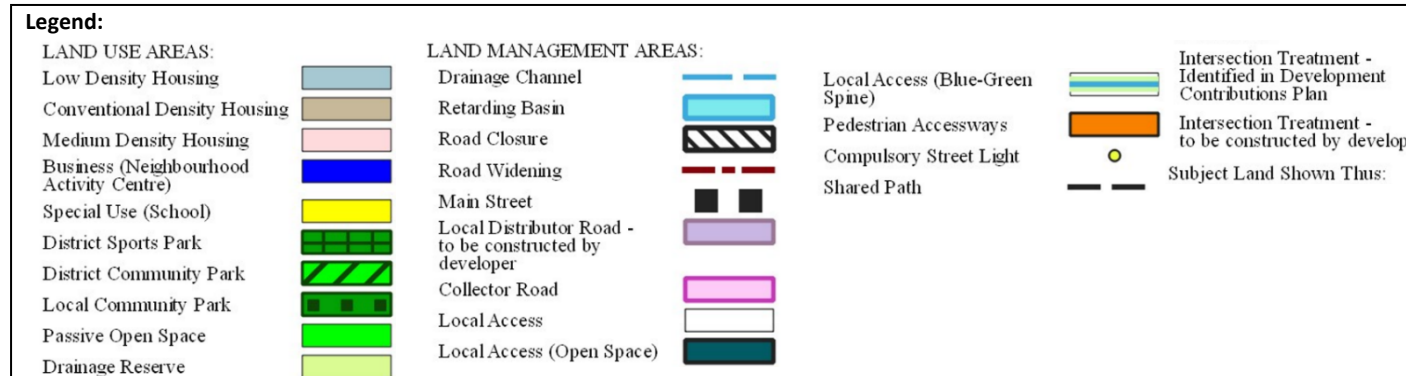 Legend:
LAND USE AREAS:
Low Density Housing
Conventional Density Housing
Medium Density Housing
Business (Neighbourhood
Activity Centre)
Special Use (School)
District Sports Park
District Community Park
Local Community Park
Passive Open Space
Drainage Reserve
LAND MANAGEMENT AREAS:
Drainage Channel
Retarding Basin
Road Closure
Road Widening
Main Street
Local Distributor Road -
to be constructed by
developer
Collector Road
Local Access
Local Access (Open Space)
Local Access (Blue-Green
Spine)
Pedestrian Accessways
Compulsory Street Light
Shared Path
Intersection Treatment -
Identified in Development
Contributions Plan
Intersection Treatment -
to be constructed by develop
Subject Land Shown Thus: